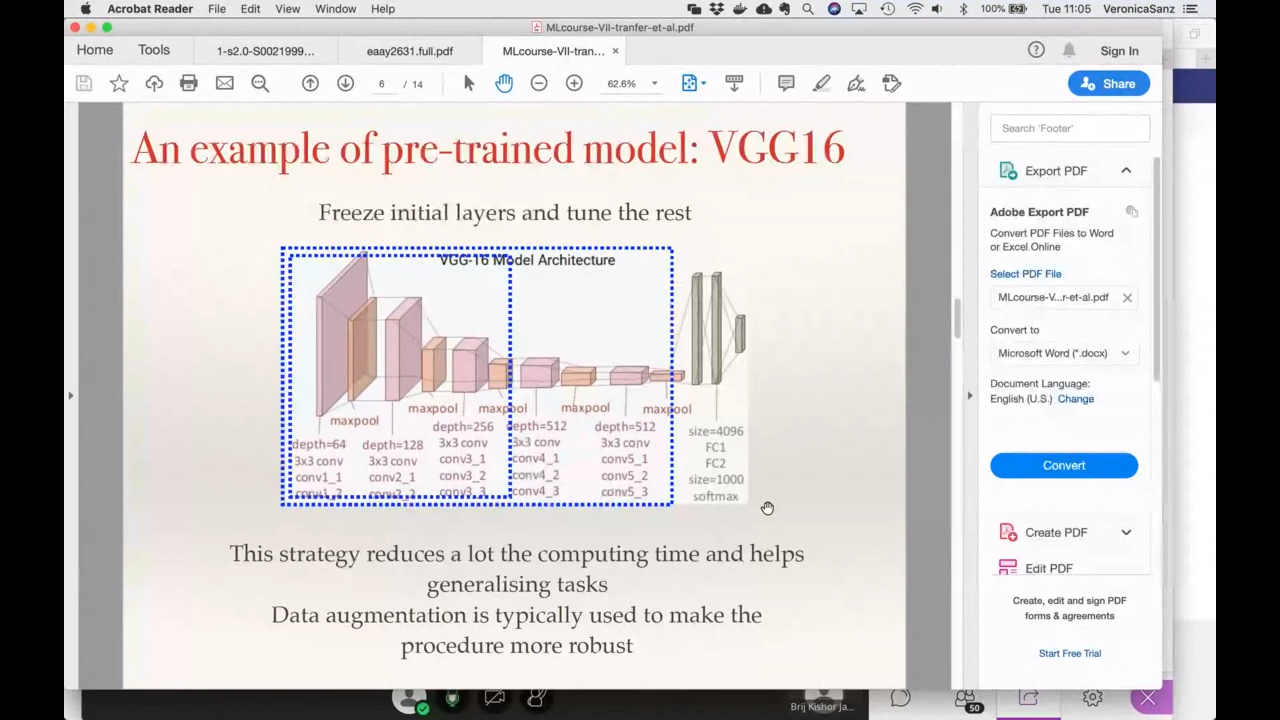 Acrobat Reader File Edit View Window Help 100% Tue 11:05 VeronicaSanz
MLcourse-VII-tranfer-et-al.pdf
Home Tools 1-s2.0-S0021999... eaay2631.full.pdf MLcourse-VII-tran... × Sign In
6 / 14 62.6% Share
An example of pre-trained model: VGG16
Freeze initial layers and tune the rest
VGG-16 Model Architecture
maxpool
maxpool
maxpool
maxpool
maxpool
depth=64
3x3 conv
conv1_1
conv1_2
depth=128
3x3 conv
conv2_1
conv2_2
depth=256
3x3 conv
conv3_1
conv3_2
conv3_3
depth=512
3x3 conv
conv4_1
conv4_2
conv4_3
depth=512
3x3 conv
conv5_1
conv5_2
conv5_3
size=4096
FC1
FC2
size=1000
softmax
This strategy reduces a lot the computing time and helps
generalising tasks
Data augmentation is typically used to make the
procedure more robust
Search 'Footer'
Export PDF
Adobe Export PDF
Convert PDF Files to Word
or Excel Online
Select PDF File
MLcourse-V...r-et-al.pdf
Convert to
Microsoft Word (*.docx)
Document Language:
English (U.S.) Change
Convert
Create PDF
Edit PDF
Create, edit and sign PDF
forms & agreements
Start Free Trial
Brij Kishor Ja...
50